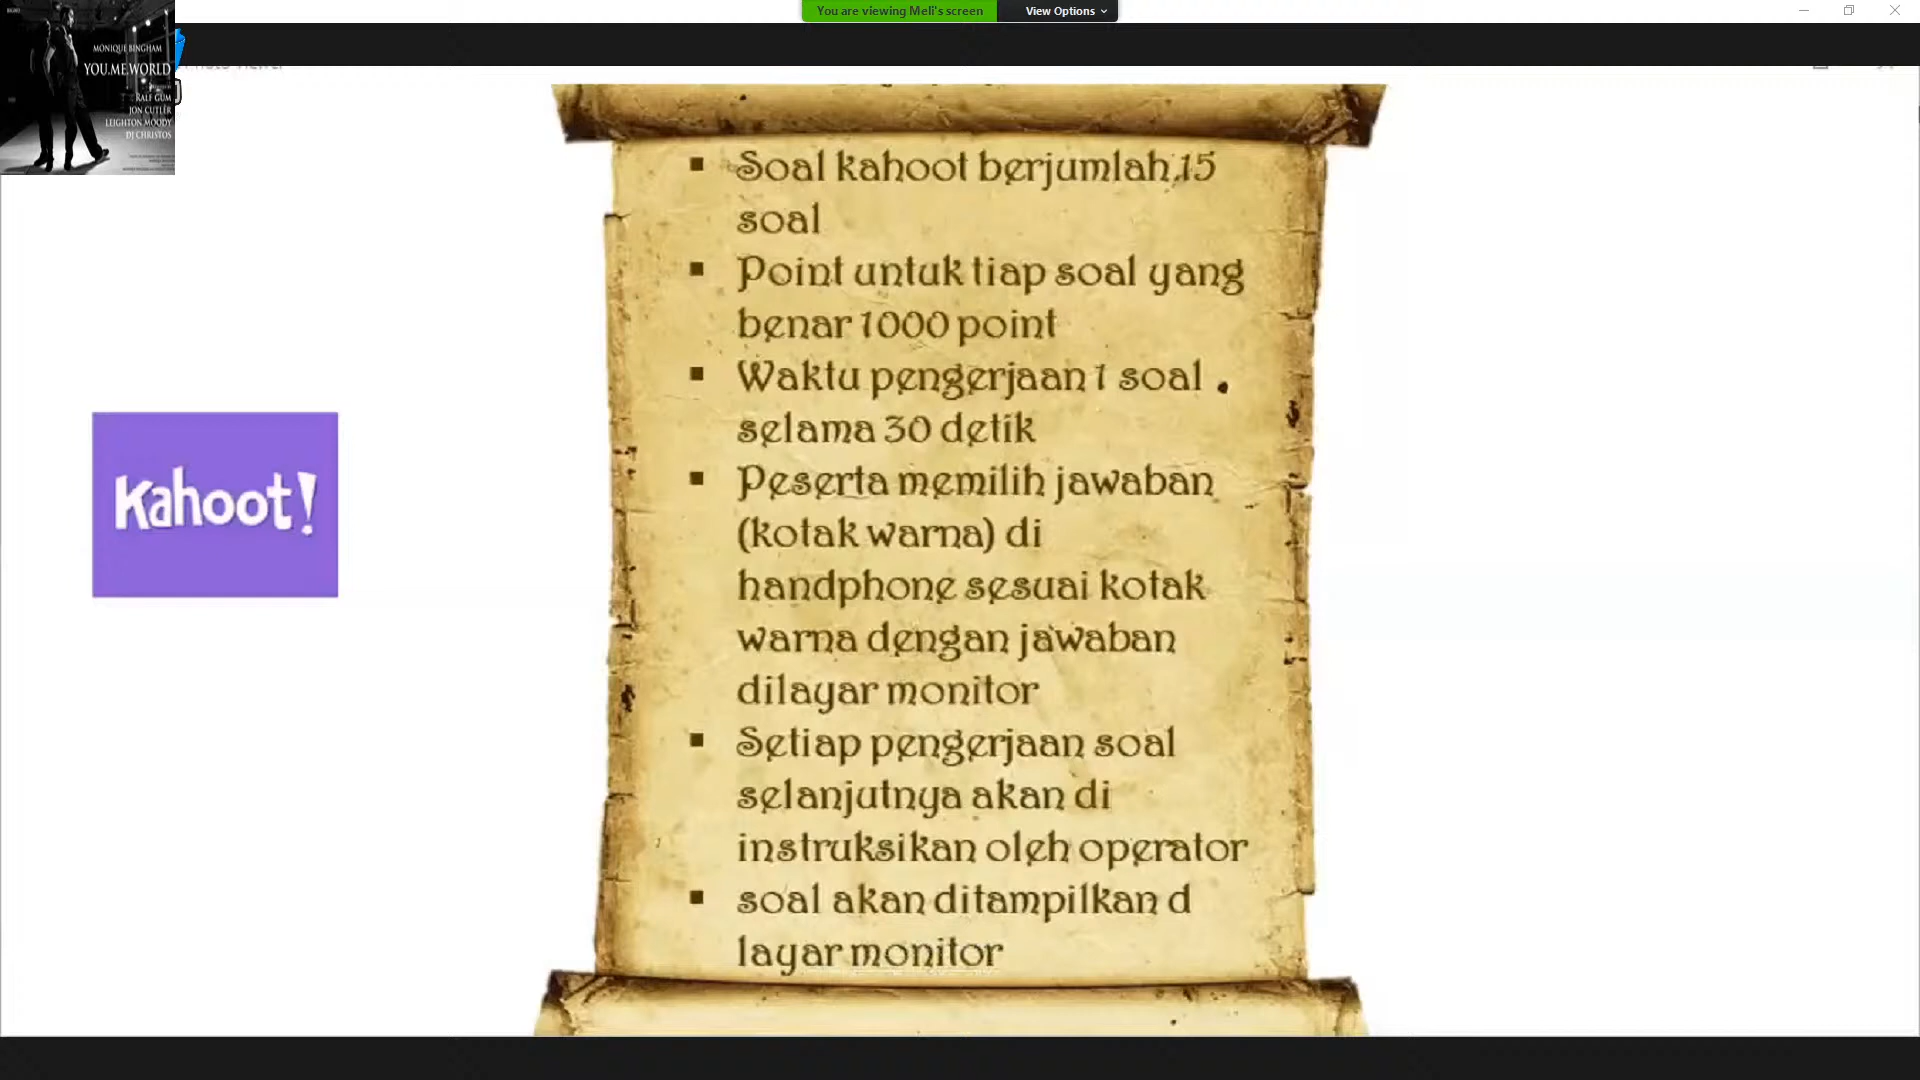 You are viewing Meli's screen
View Options
MONIQUE BINGHAM
YOU.ME.WORLD
RALF GUM
JON CUTLER
LEIGHTON MOODY
DJ CHRISTOS
Kahoot!
▪ Soal kahoot berjumlah 15
soal
▪ Point untuk tiap soal yang
benar 1000 point
▪ Waktu pengerjaan 1 soal
selama 30 detik
▪ Peserta memilih jawaban
(kotak warna) di
handphone sesuai kotak
warna dengan jawaban
dilayar monitor
▪ Setiap pengerjaan soal
selanjutnya akan di
instruksikan oleh operator
▪ soal akan ditampilkan d
layar monitor